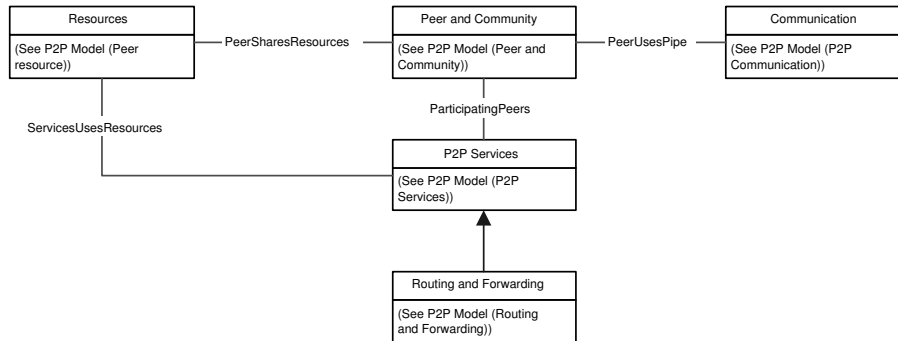 Resources
(See P2P Model (Peer
resource))
PeerSharesResources
Peer and Community
(See P2P Model (Peer and
Community))
PeerUsesPipe
Communication
(See P2P Model (P2P
Communication))
ServicesUsesResources
ParticipatingPeers
P2P Services
(See P2P Model (P2P
Services))
Routing and Forwarding
(See P2P Model (Routing
and Forwarding))